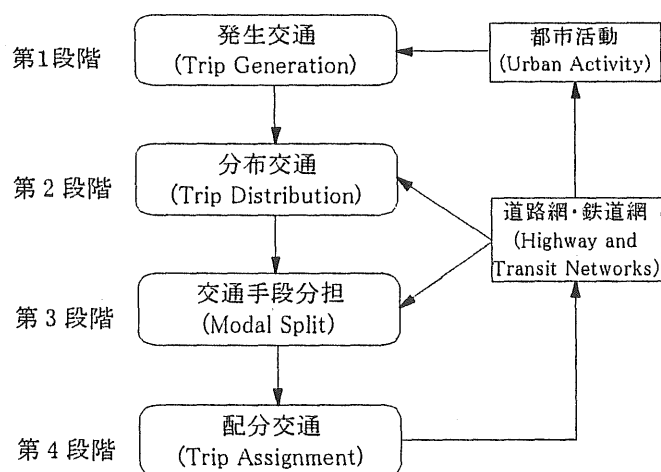 第1段階
発生交通
(Trip Generation)
都市活動
(Urban Activity)
第2段階
分布交通
(Trip Distribution)
道路網・鉄道網
(Highway and
Transit Networks)
第3段階
交通手段分担
(Modal Split)
第4段階
配分交通
(Trip Assignment)